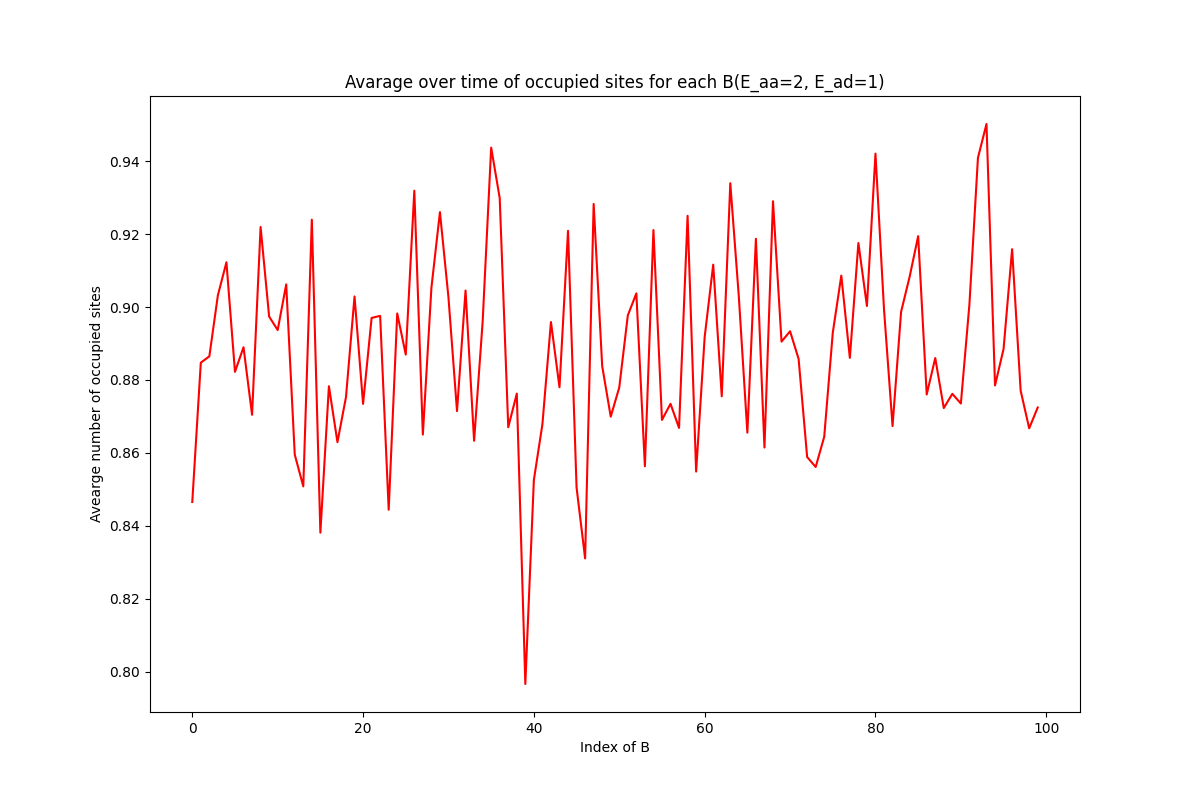 Avarage over time of occupied sites for each B(E_aa=2, E_ad=1)
Avearge number of occupied sites
0.94
0.92
0.90
0.88
0.86
0.84
0.82
0.80
0 20 40 60 80 100
Index of B